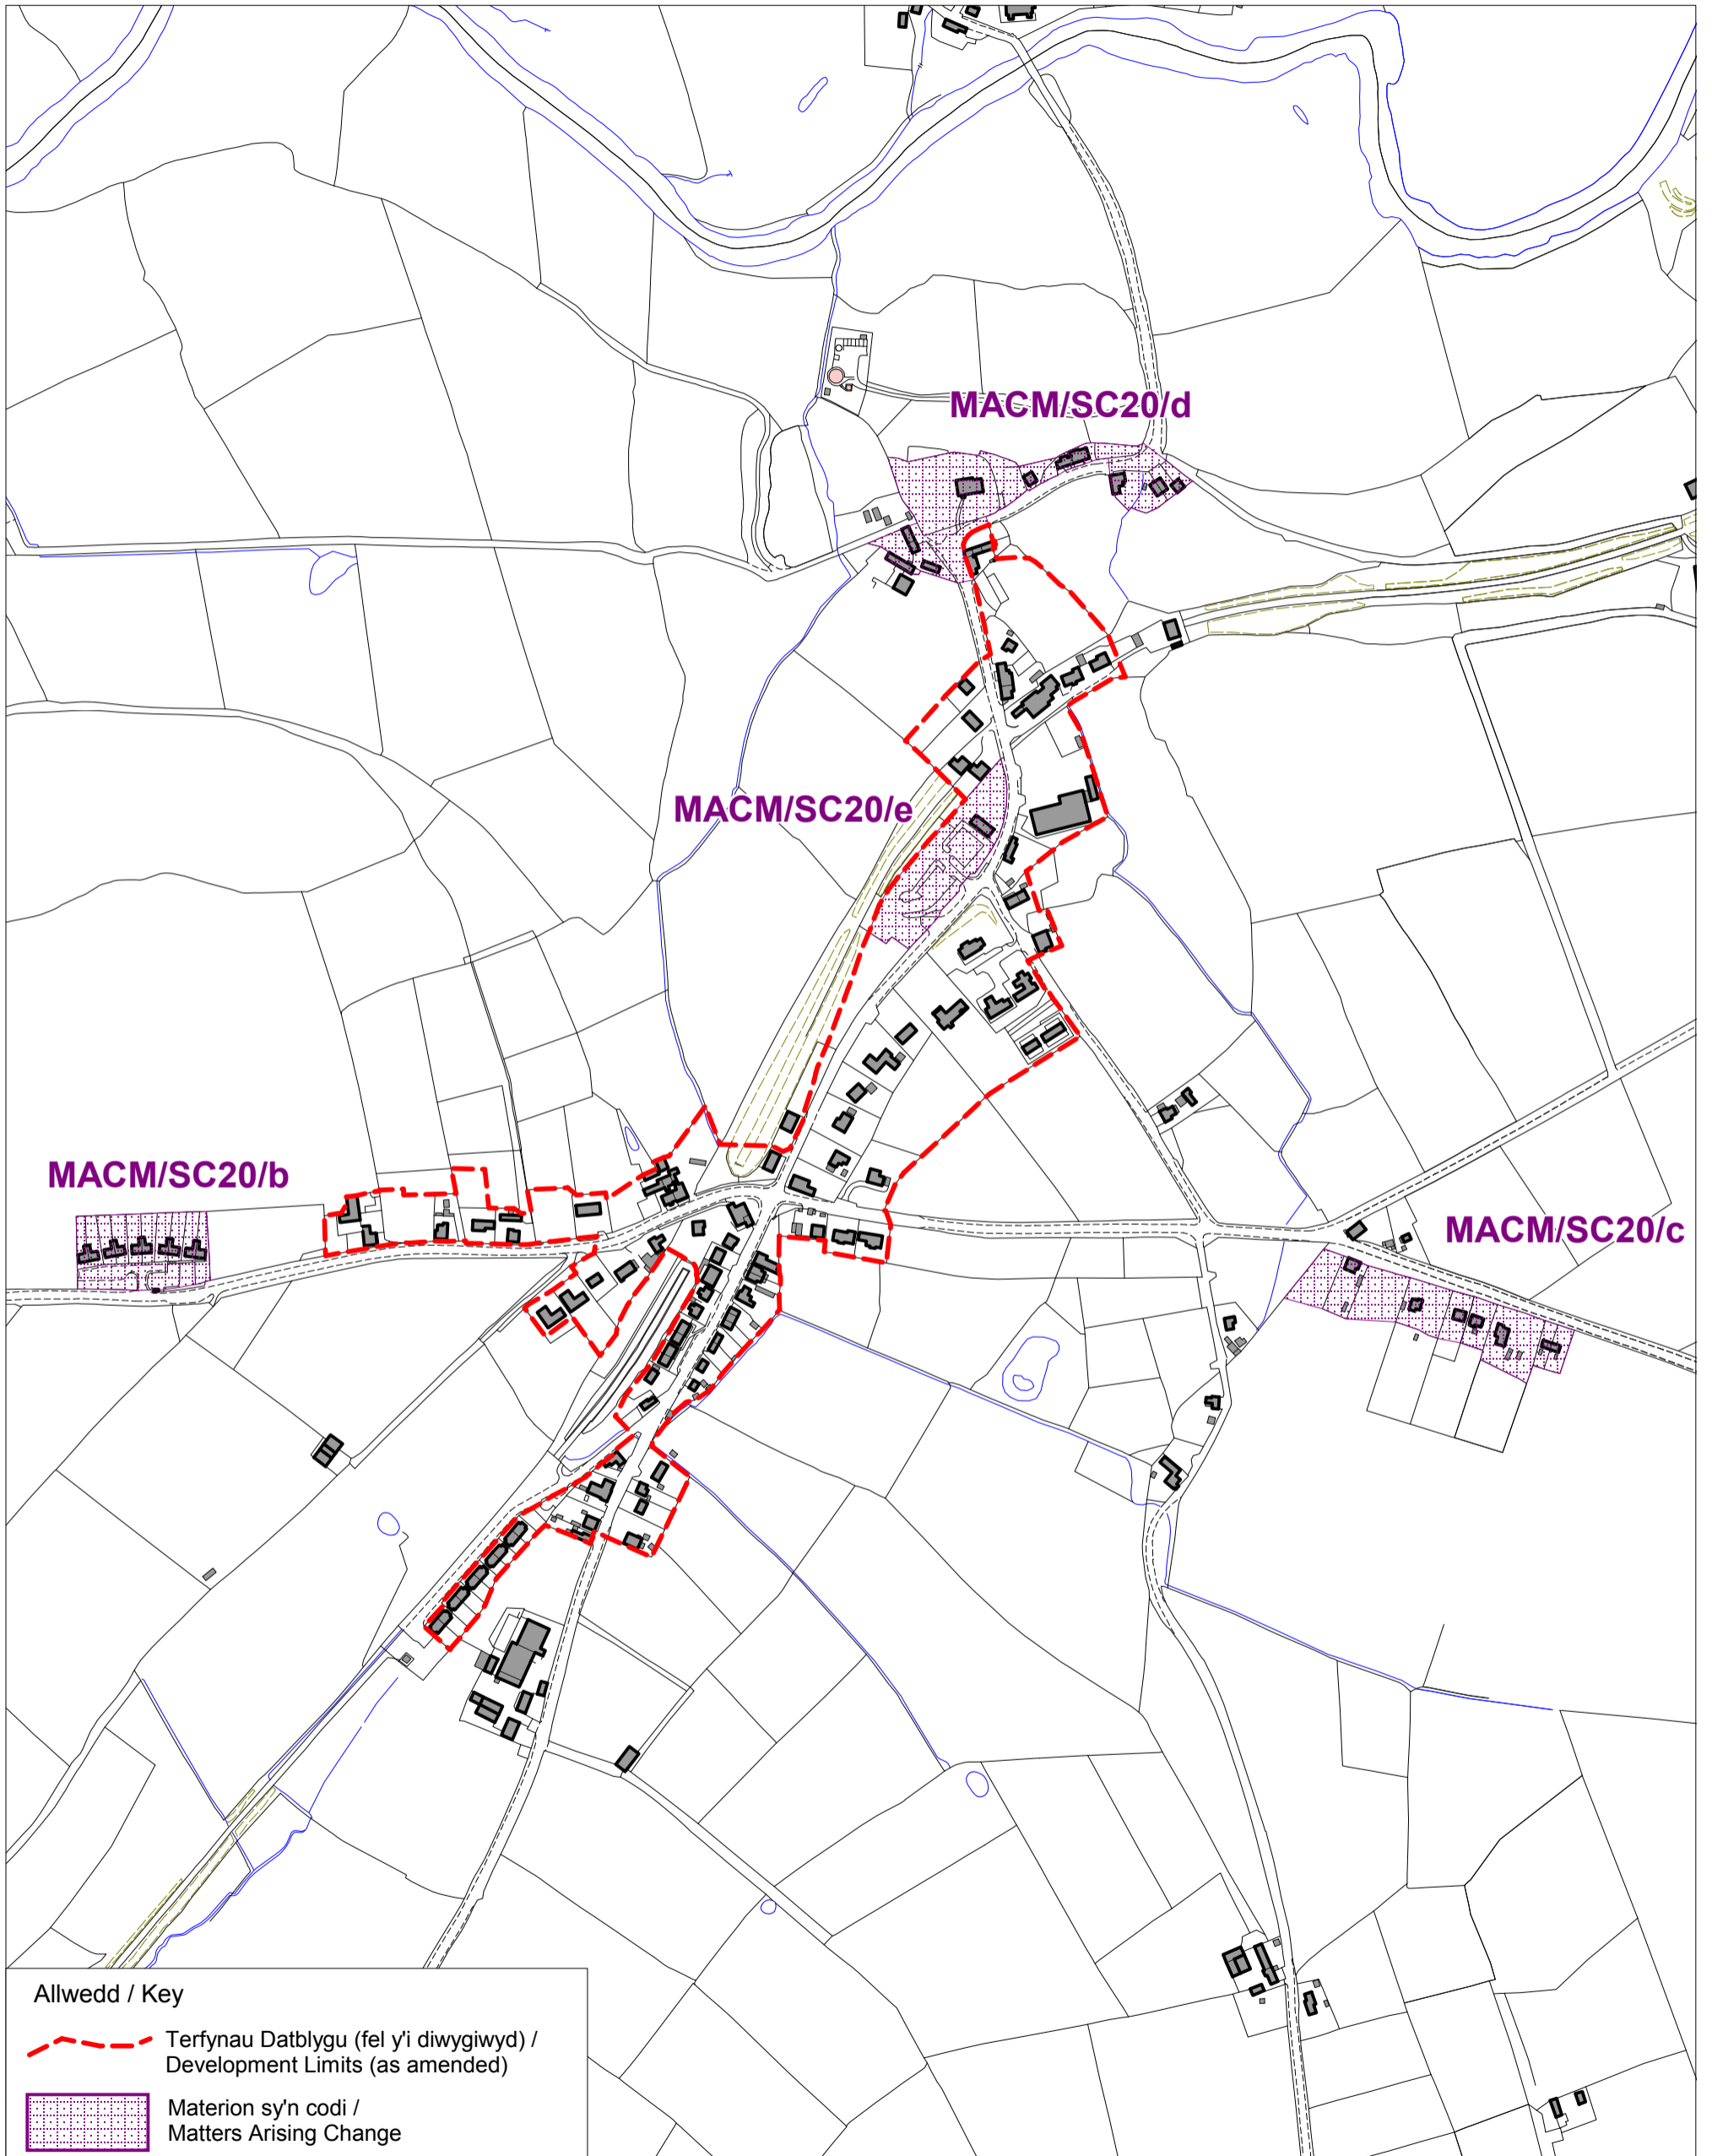 MACM/SC20/d
MACM/SC20/e
MACM/SC20/b
MACM/SC20/c
Allwedd / Key
Terfynau Datblygu (fel y'i diwygiwyd) /
Development Limits (as amended)
Materion sy'n codi /
Matters Arising Change